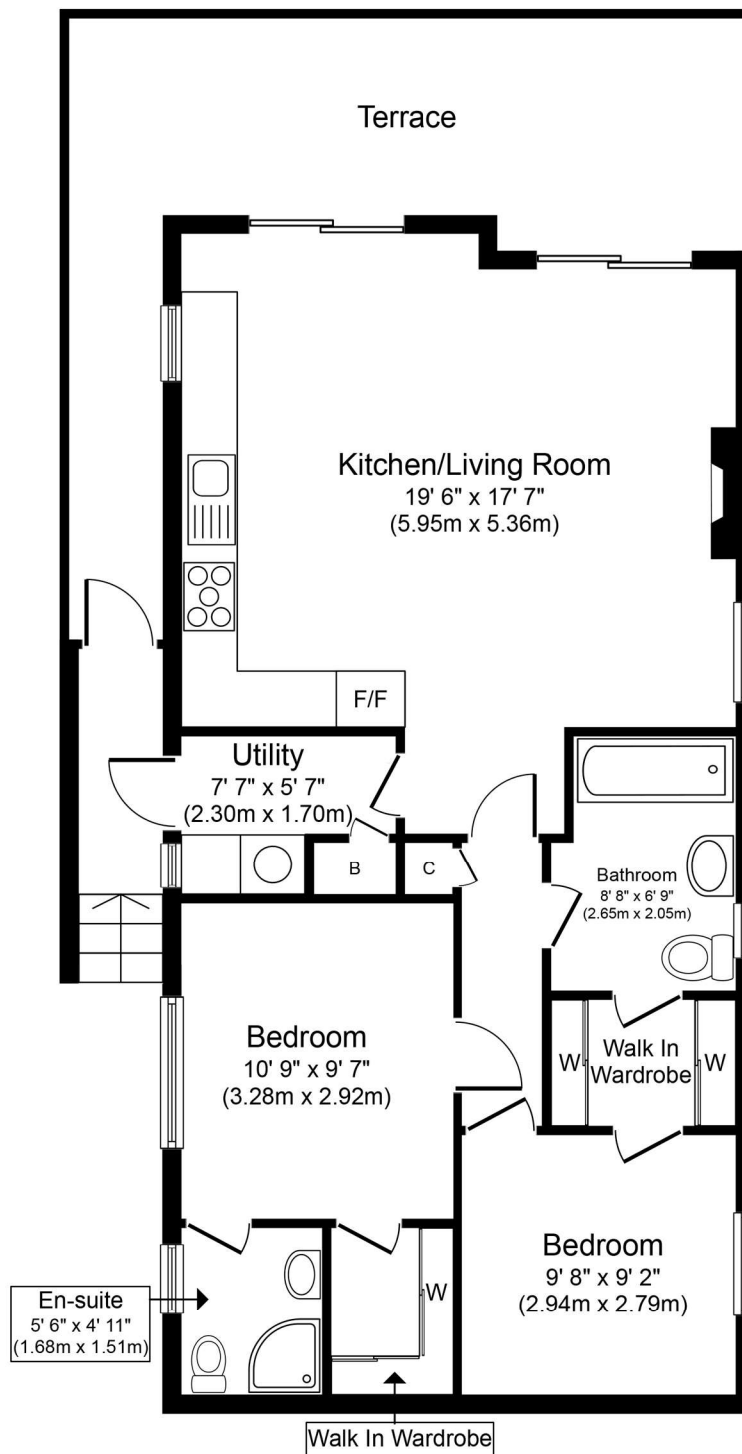 Terrace
Kitchen/Living Room
19' 6" x 17' 7"
(5.95m x 5.36m)
F/F
Utility
7' 7" x 5' 7"
(2.30m x 1.70m)
B
C
Bathroom
8' 8" x 6' 9"
(2.65m x 2.05m)
Bedroom
10' 9" x 9' 7"
(3.28m x 2.92m)
W
Walk In
Wardrobe
W
Bedroom
9' 8" x 9' 2"
(2.94m x 2.79m)
En-suite
5' 6" x 4' 11"
(1.68m x 1.51m)
W
Walk In Wardrobe